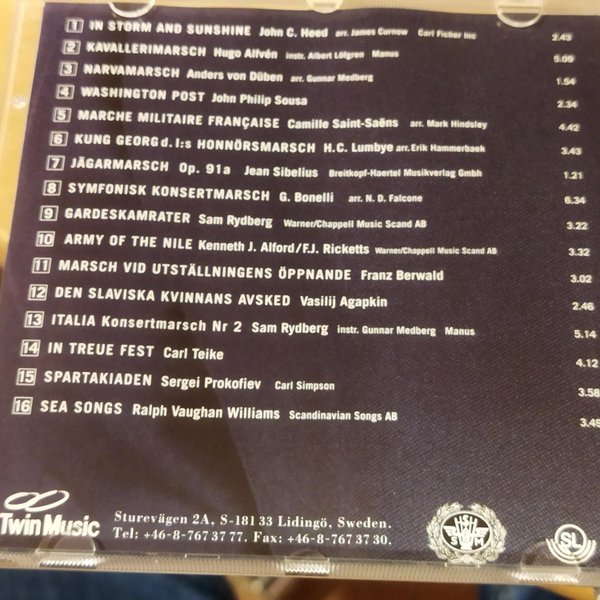 1 IN STORM AND SUNSHINE John C. Heed arr. James Curnow Carl Ficher Inc 2.43
2 KAVALLERIMARSCH Hugo Alfvén instr. Albert Löfgren Manus 5.09
3 NARVAMARSCH Anders von Düben arr. Gunnar Medberg 1.54
4 WASHINGTON POST John Philip Sousa 2.34
5 MARCHE MILITAIRE FRANÇAISE Camille Saint-Saëns arr. Mark Hindsley 4.42
6 KUNG GEORG d. I:s HONNÖRSMARSCH H.C. Lumbye arr. Erik Hammerbaek 3.43
7 JÄGARMARSCH Op. 91a Jean Sibelius Breitkopf-Haertel Musikverlag Gmbh 1.21
8 SYMFONISK KONSERTMARSCH G. Bonelli arr. N. D. Falcone 6.34
9 GARDESKAMRATER Sam Rydberg Warner/Chappell Music Scand AB 3.22
10 ARMY OF THE NILE Kenneth J. Alford/F.J. Ricketts Warner/Chappell Music Scand AB 3.32
11 MARSCH VID UTSTÄLLNINGENS ÖPPNANDE Franz Berwald 3.02
12 DEN SLAVISKA KVINNANS AVSKED Vasilij Agapkin 2.46
13 ITALIA Konsertmarsch Nr 2 Sam Rydberg instr. Gunnar Medberg Manus 5.14
14 IN TREUE FEST Carl Teike 4.12
15 SPARTAKIADEN Sergei Prokofiev Carl Simpson 3.58
16 SEA SONGS Ralph Vaughan Williams Scandinavian Songs AB 3.49
Twin Music
Sturevägen 2A, S-181 33 Lidingö, Sweden.
Tel: +46-8-767 37 77. Fax: +46-8-767 37 30.
SL